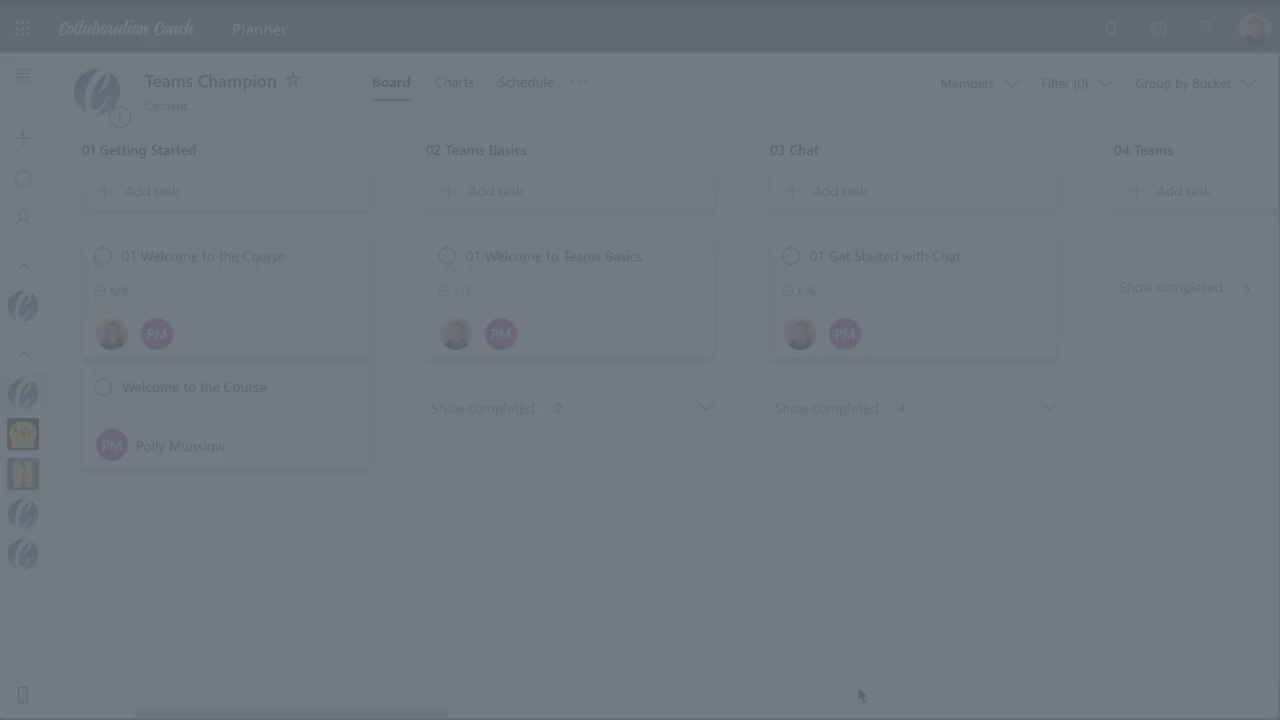 Collaboration Coach
Planner
Teams Champion
Content
Board
Charts
Schedule
Members
Filter (0)
Group by Bucket
01 Getting Started
02 Teams Basics
03 Chat
04 Teams
Add task
Add task
Add task
Add task
01 Welcome to the Course
01 Welcome to Teams Basics
01 Get Started with Chat
Show completed 5
6/6
PM
PM
PM
Welcome to the Course
Show completed 2
Show completed 4
PM
Polly Munslow